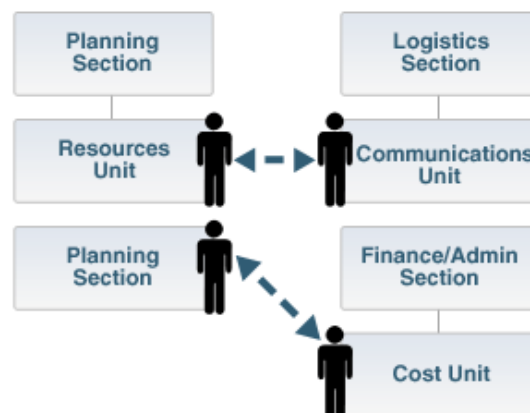 Planning
Section
Logistics
Section
Resources
Unit
Communications
Unit
Planning
Section
Finance/Admin
Section
Cost Unit